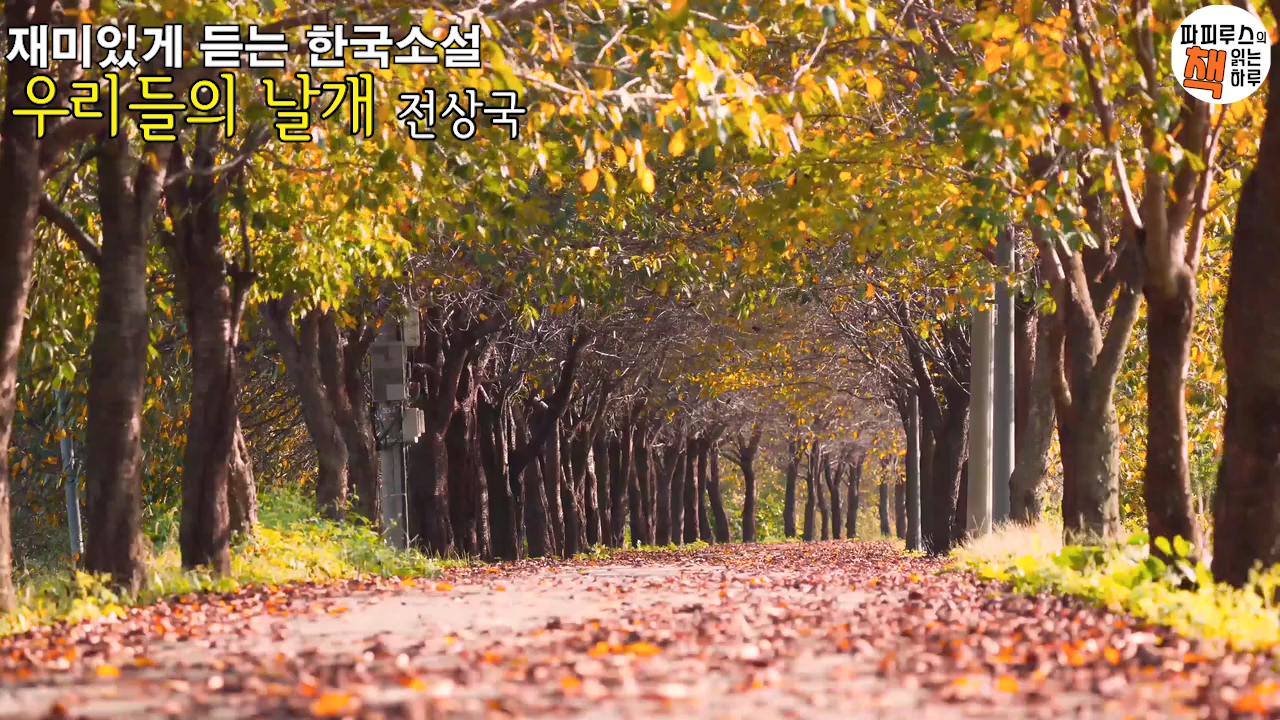 재미있게 듣는 한국소설
우리들의 날개 전상국
파피루스의
책 읽는
하루